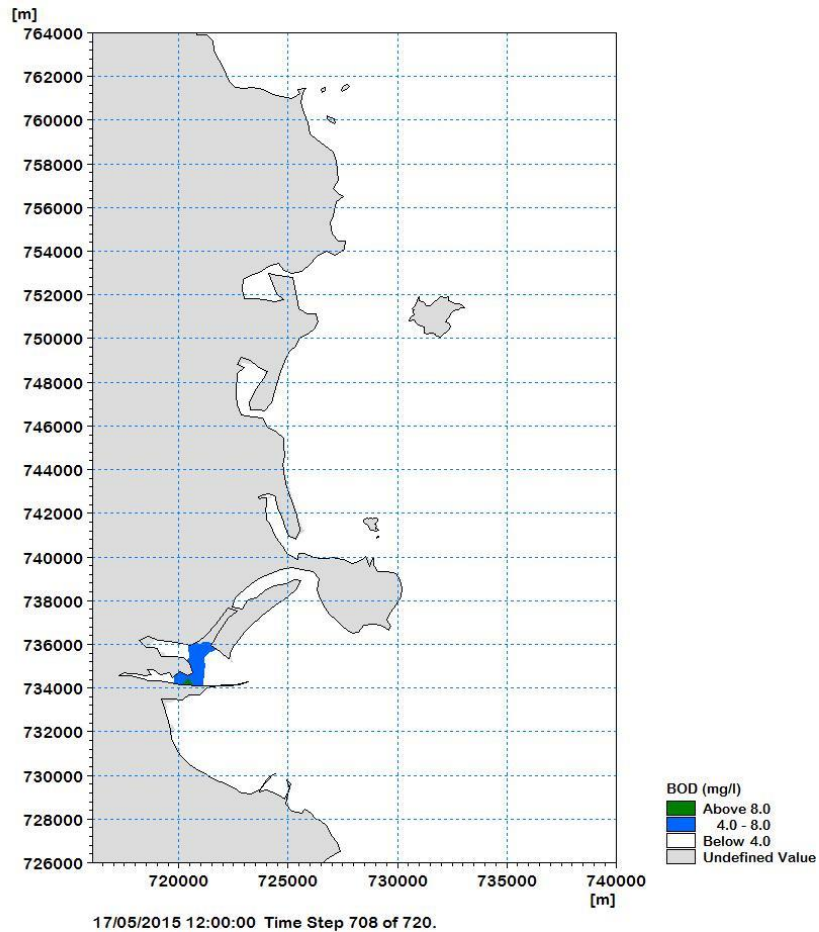 [m]
764000
762000
760000
758000
756000
754000
752000
750000
748000
746000
744000
742000
740000
738000
736000
734000
732000
730000
728000
726000
720000 725000 730000 735000 740000
[m]
BOD (mg/l)
Above 8.0
4.0 - 8.0
Below 4.0
Undefined Value
17/05/2015 12:00:00 Time Step 708 of 720.